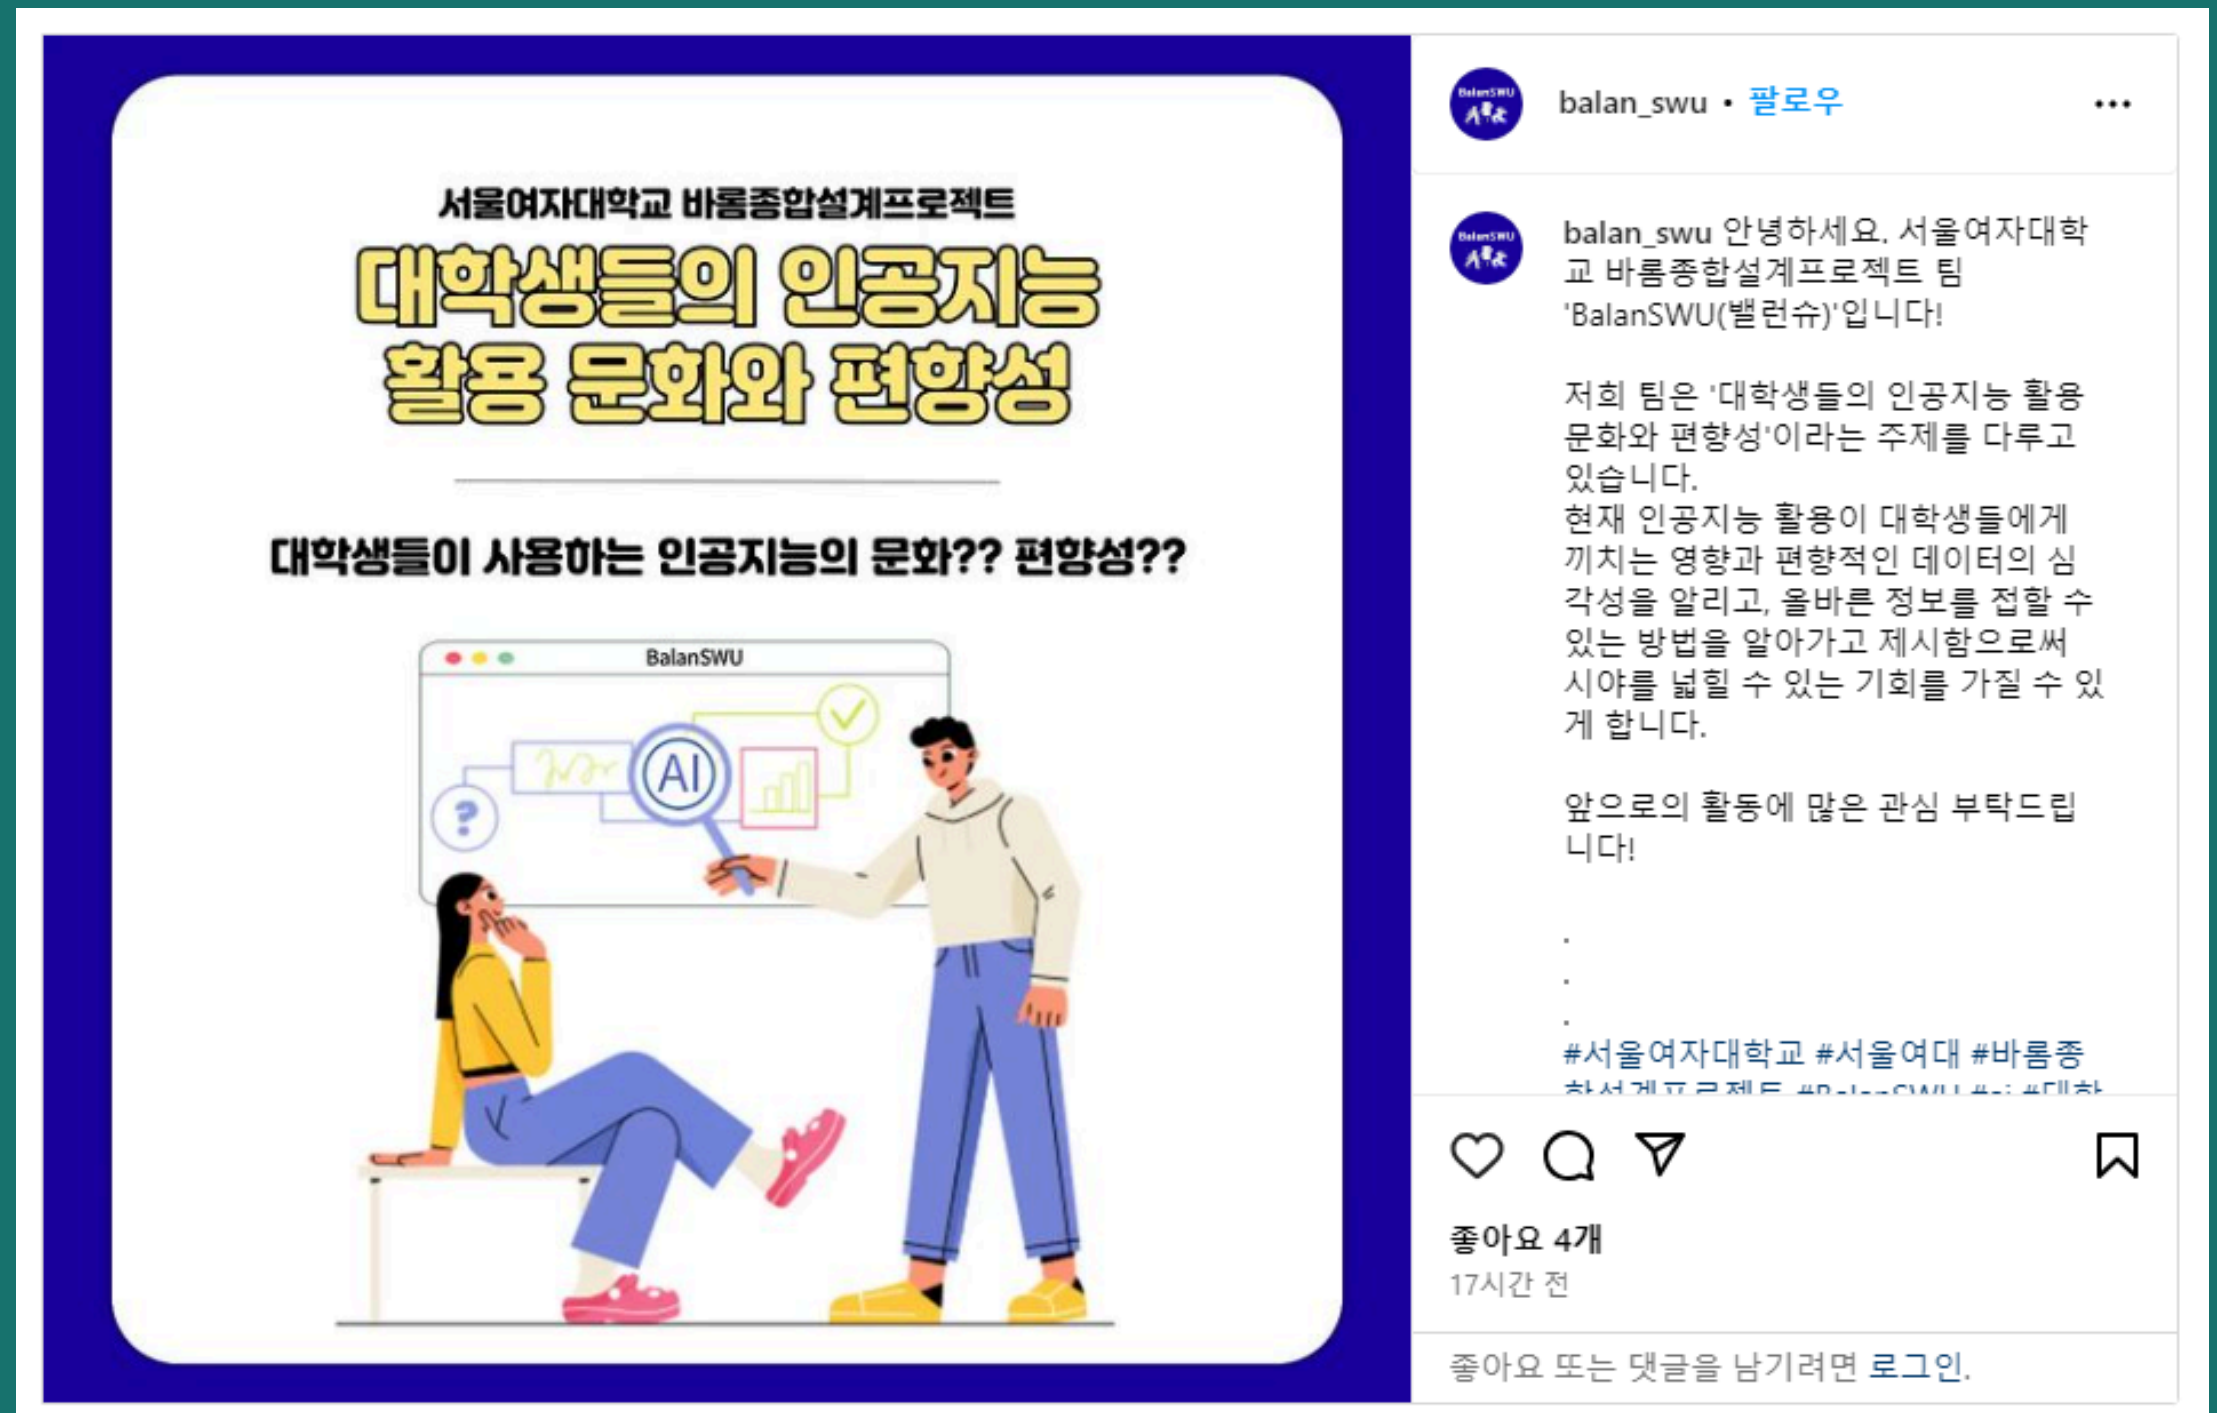 서울여자대학교 바롬종합설계프로젝트
대학생들의 인공지능
활용 문화와 편향성
대학생들이 사용하는 인공지능의 문화?? 편향성??
BalanSWU
AI
?
BalanSWU
balan_swu • 팔로우
BalanSWU
balan_swu 안녕하세요. 서울여자대학
교 바롬종합설계프로젝트 팀
'BalanSWU(밸런슈)'입니다!
저희 팀은 '대학생들의 인공지능 활용
문화와 편향성'이라는 주제를 다루고
있습니다.
현재 인공지능 활용이 대학생들에게
끼치는 영향과 편향적인 데이터의 심
각성을 알리고, 올바른 정보를 접할 수
있는 방법을 알아가고 제시함으로써
시야를 넓힐 수 있는 기회를 가질 수 있
게 합니다.
앞으로의 활동에 많은 관심 부탁드립
니다!
.
.
.
#서울여자대학교 #서울여대 #바롬종
합설계프로젝트 #BalanSWU #ai #대학
좋아요 4개
17시간 전
좋아요 또는 댓글을 남기려면 로그인.